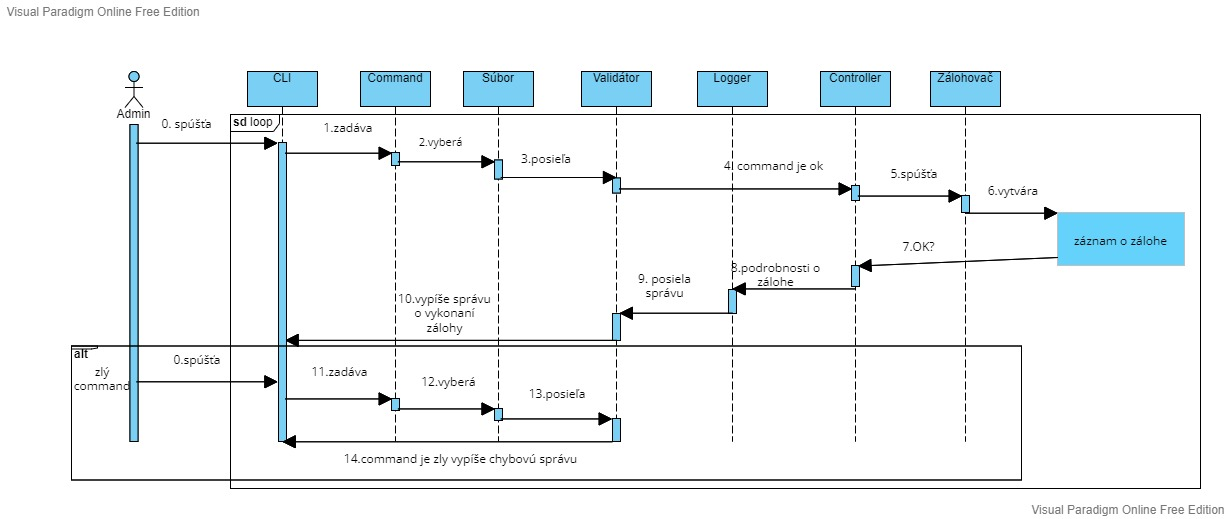 Visual Paradigm Online Free Edition
CLI
Command
Súbor
Validátor
Logger
Controller
Zálohovač
Admin
sd loop
0. spúšťa
1.zadáva
2.vyberá
3.posieľa
4. command je ok
5.spúšťa
6.vytvára
záznam o zálohe
7.OK?
8.podrobnosti o
zálohe
9. posiela
správu
10.vypíše správu
o vykonaní
zálohy
alt
zlý
command
0.spúšťa
11.zadáva
12.vyberá
13.posieľa
14.command je zly vypíše chybovú správu
Visual Paradigm Online Free Edition